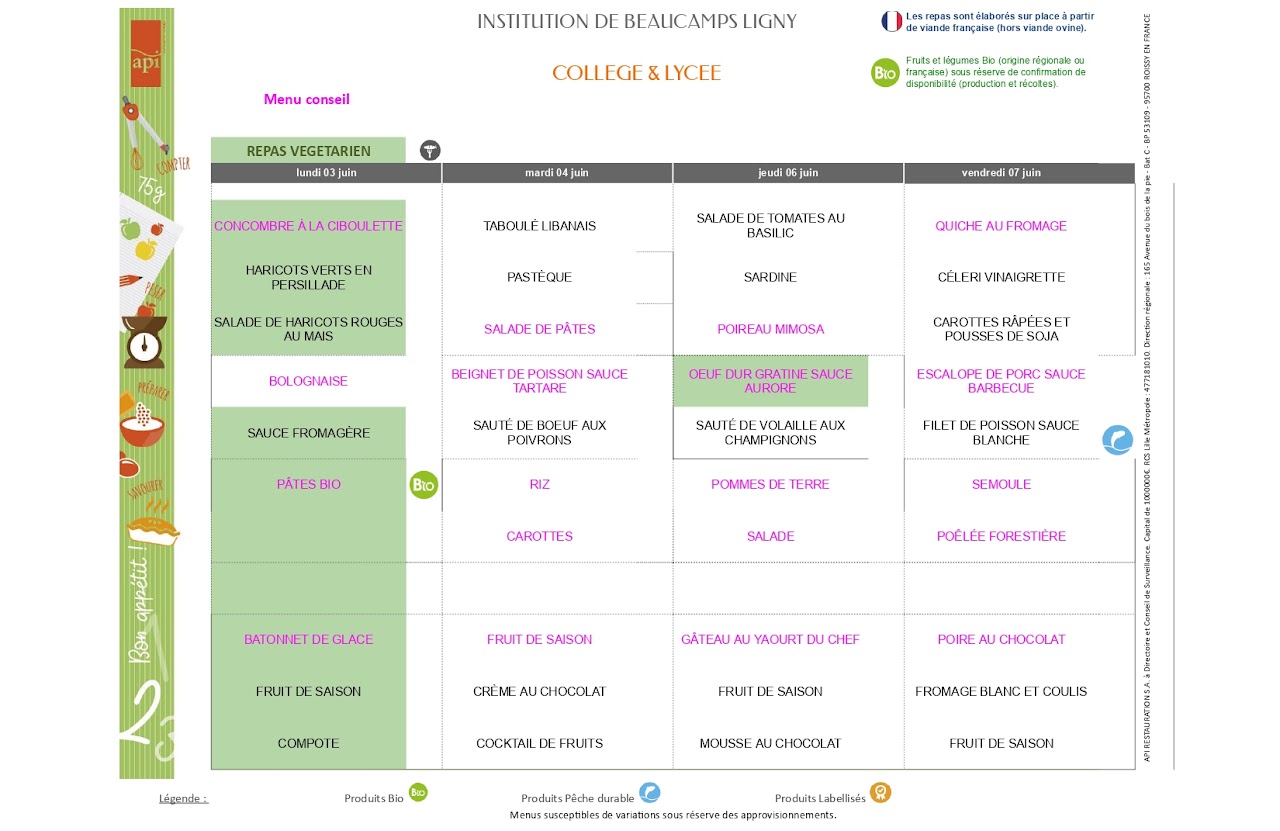 INSTITUTION DE BEAUCAMPS LIGNY
COLLEGE & LYCEE
Les repas sont élaborés sur place à partir
de viande française (hors viande ovine).
Bio
Fruits et légumes Bio (origine régionale ou
française) sous réserve de confirmation de
disponibilité (production et récoltes).
api
Menu conseil
REPAS VEGETARIEN
lundi 03 juin
mardi 04 juin
jeudi 06 juin
vendredi 07 juin
CONCOMBRE À LA CIBOULETTE
TABOULÉ LIBANAIS
SALADE DE TOMATES AU
BASILIC
QUICHE AU FROMAGE
HARICOTS VERTS EN
PERSILLADE
PASTÈQUE
SARDINE
CÉLERI VINAIGRETTE
SALADE DE HARICOTS ROUGES
AU MAIS
SALADE DE PÂTES
POIREAU MIMOSA
CAROTTES RÂPÉES ET
POUSSES DE SOJA
BOLOGNAISE
BEIGNET DE POISSON SAUCE
TARTARE
OEUF DUR GRATINE SAUCE
AURORE
ESCALOPE DE PORC SAUCE
BARBECUE
SAUCE FROMAGÈRE
SAUTÉ DE BOEUF AUX
POIVRONS
SAUTÉ DE VOLAILLE AUX
CHAMPIGNONS
FILET DE POISSON SAUCE
BLANCHE
PÂTES BIO
Bio
RIZ
POMMES DE TERRE
SEMOULE
CAROTTES
SALADE
POÊLÉE FORESTIÈRE
BATONNET DE GLACE
FRUIT DE SAISON
GÂTEAU AU YAOURT DU CHEF
POIRE AU CHOCOLAT
FRUIT DE SAISON
CRÈME AU CHOCOLAT
FRUIT DE SAISON
FROMAGE BLANC ET COULIS
COMPOTE
COCKTAIL DE FRUITS
MOUSSE AU CHOCOLAT
FRUIT DE SAISON
COMPTER
75g
PESER
PRÉPARER
SAVOURER
Bon appétit !
1
2
3
API RESTAURATION S.A. à Directoire et Conseil de Surveillance. Capital de 1000000€. RCS Lille Métropole : 477181010. Direction régionale : 165 Avenue du bois de la pie - Bat C - BP 53109 - 95700 ROISSY EN FRANCE
Légende :
Produits Bio
Bio
Produits Pêche durable
Produits Labellisés
Menus susceptibles de variations sous réserve des approvisionnements.